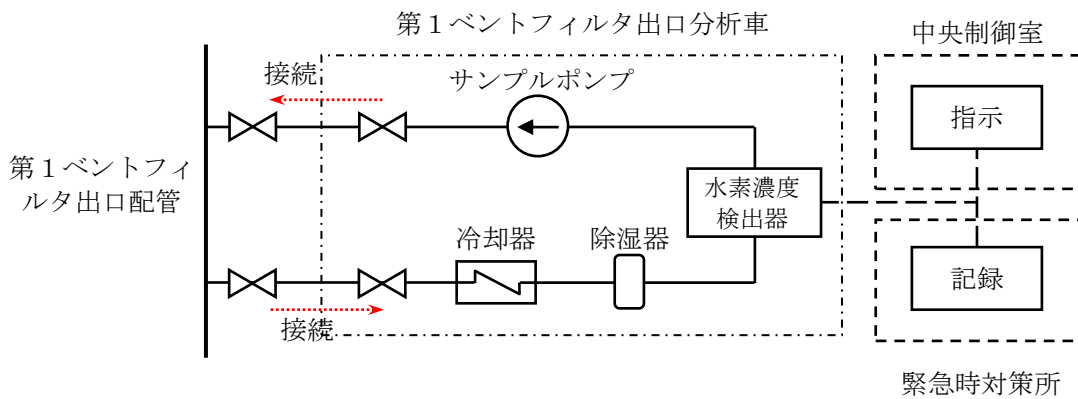 第１ベントフィルタ出口分析車
中央制御室
接続
サンプルポンプ
指示
第１ベントフィ
ルタ出口配管
水素濃度
検出器
冷却器
除湿器
記録
接続
緊急時対策所